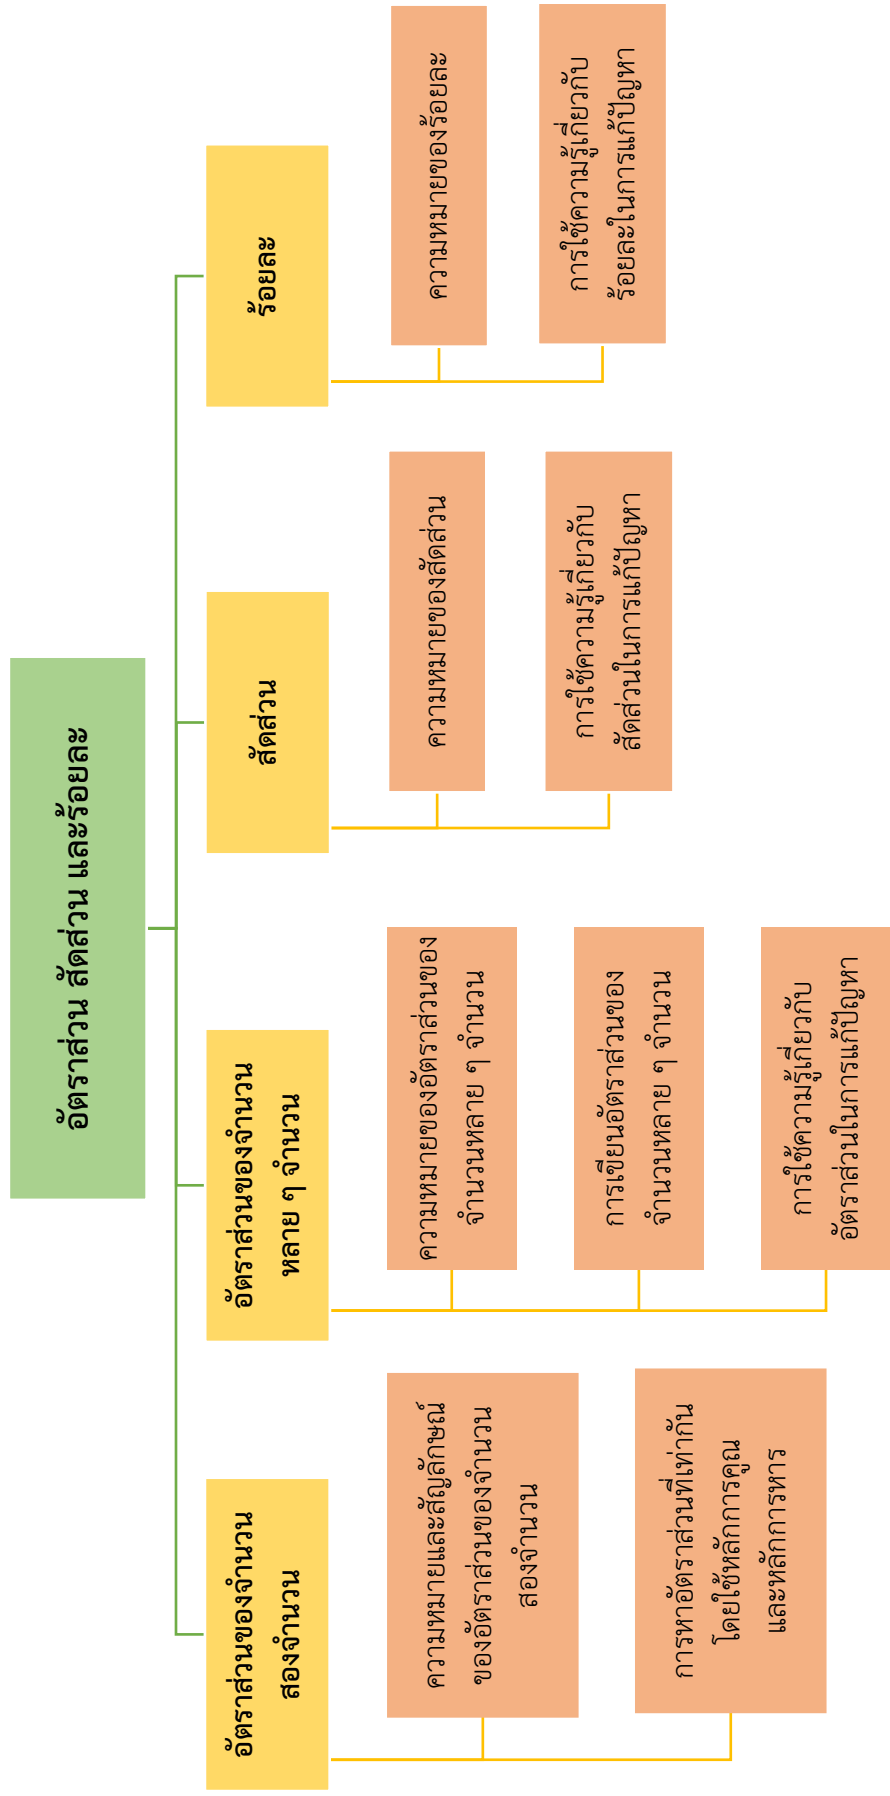 อัตราส่วน สัดส่วน และร้อยละ
อัตราส่วนของจำนวน
สองจำนวน
ความหมายและสัญลักษณ์
ของอัตราส่วนของจำนวน
สองจำนวน
การหาอัตราส่วนที่เท่ากัน
โดยใช้หลักการคูณ
และหลักการหาร
อัตราส่วนของจำนวน
หลาย ๆ จำนวน
ความหมายของอัตราส่วนของ
จำนวนหลาย ๆ จำนวน
การเขียนอัตราส่วนของ
จำนวนหลาย ๆ จำนวน
การใช้ความรู้เกี่ยวกับ
อัตราส่วนในการแก้ปัญหา
สัดส่วน
ความหมายของสัดส่วน
การใช้ความรู้เกี่ยวกับ
สัดส่วนในการแก้ปัญหา
ร้อยละ
ความหมายของร้อยละ
การใช้ความรู้เกี่ยวกับ
ร้อยละในการแก้ปัญหา